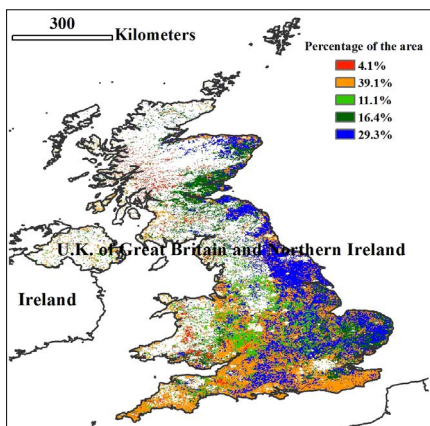 300
Kilometers
Percentage of the area
4.1%
39.1%
11.1%
16.4%
29.3%
U.K. of Great Britain and Northern Ireland
Ireland